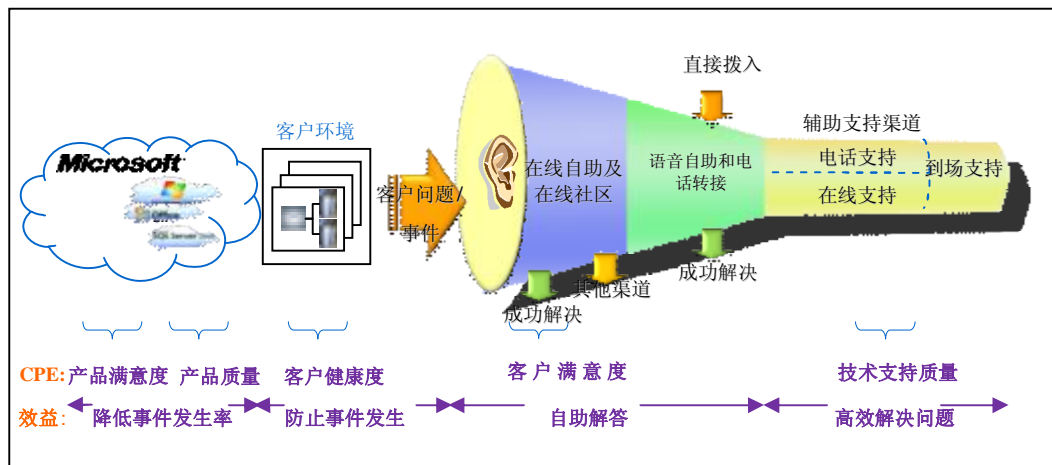 直接拨入
辅助支持渠道
客户环境
Microsoft
Office
SQL Server
客户问题/
事件
在线自助及
在线社区
语音自助和电
话转接
电话支持
在线支持
到场支持
成功解决
其他渠道
成功解决
CPE: 产品满意度 产品质量 客户健康度 客户满意度 技术支持质量
效益: 降低事件发生率 防止事件发生 自助解答 高效解决问题